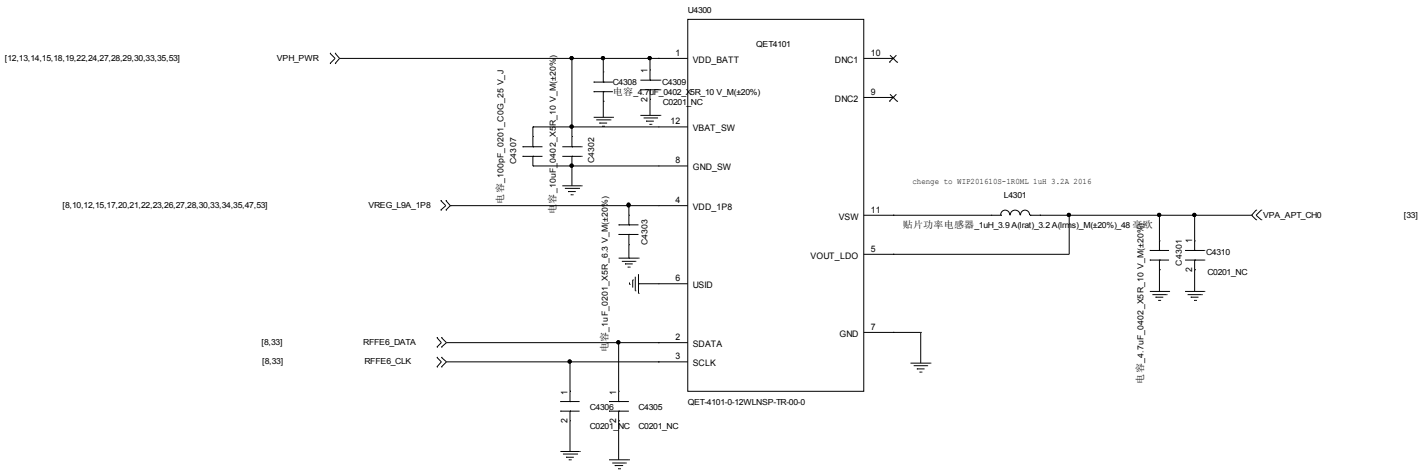 U4300
QET4101
[12,13,14,15,18,19,22,24,27,28,29,30,33,35,53]
VPH_PWR
1
VDD_BATT
DNC1
10
DNC2
9
1
2
C4308
C4309
电容_4.7uF_0402_X5R_10 V_M(±20%)
C0201_NC
电容_100pF_0201_C0G_25 V_J
C4307
电容_10uF_0402_X5R_10 V_M(±20%)
C4302
12
VBAT_SW
8
GND_SW
[8,10,12,15,17,20,21,22,23,26,27,28,30,33,34,35,47,53]
VREG_L9A_1P8
4
VDD_1P8
电容_1uF_0201_X5R_6.3 V_M(±20%)
C4303
chenge to WIP201610S-1R0ML 1uH 3.2A 2016
L4301
VSW
11
贴片功率电感器_1uH_3.9 A(Irat)_3.2 A(Irms)_M(±20%)_48 毫欧
VPA_APT_CH0
[33]
VOUT_LDO
5
电容_4.7uF_0402_X5R_10 V_M(±20%)
C4301
1
2
C4310
C0201_NC
6
USID
GND
7
[8,33]
RFFE6_DATA
2
SDATA
[8,33]
RFFE6_CLK
3
SCLK
QET-4101-0-12WLNSP-TR-00-0
1
2
C4306
C0201_NC
1
2
C4305
C0201_NC